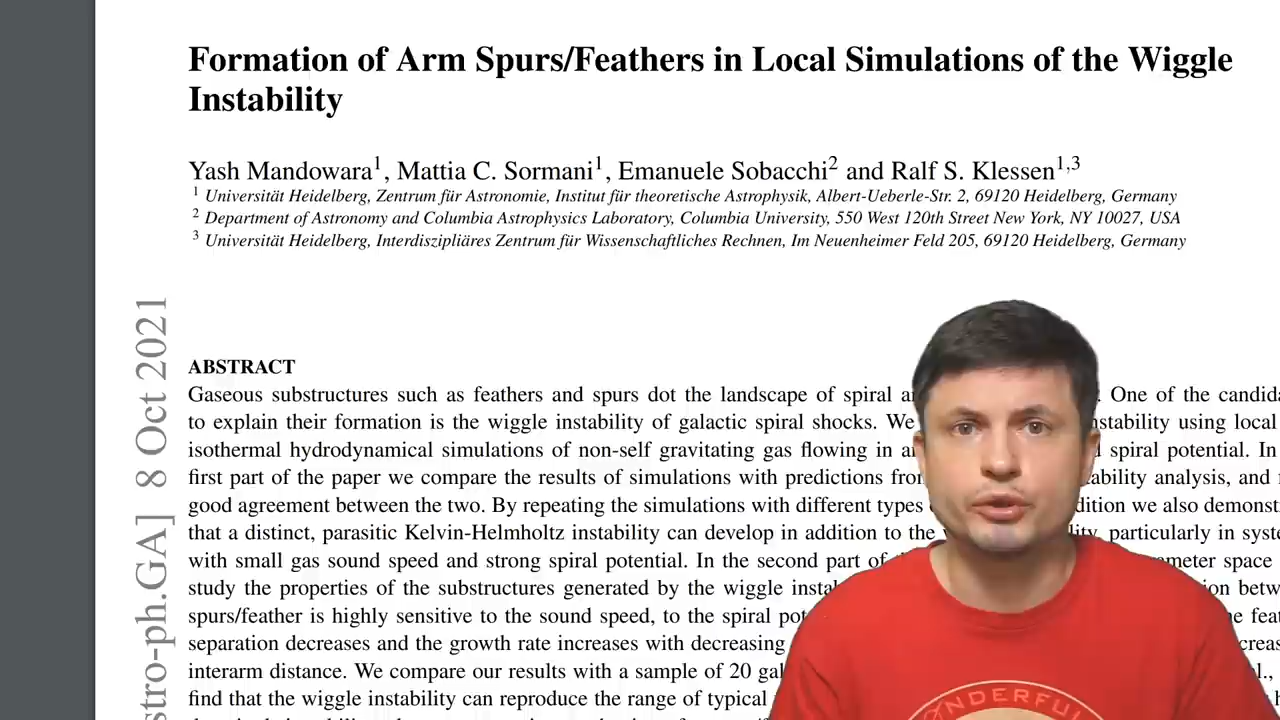 Formation of Arm Spurs/Feathers in Local Simulations of the Wiggle
Instability
Yash Mandowara1, Mattia C. Sormani1, Emanuele Sobacchi2 and Ralf S. Klessen1,3
1 Universität Heidelberg, Zentrum für Astronomie, Institut für theoretische Astrophysik, Albert-Ueberle-Str. 2, 69120 Heidelberg, Germany
2 Department of Astronomy and Columbia Astrophysics Laboratory, Columbia University, 550 West 120th Street New York, NY 10027, USA
3 Universität Heidelberg, Interdiszipliäres Zentrum für Wissenschaftliches Rechnen, Im Neuenheimer Feld 205, 69120 Heidelberg, Germany
stro-ph.GA] 8 Oct 2021
ABSTRACT
Gaseous substructures such as feathers and spurs dot the landscape of spiral One of the
to explain their formation is the wiggle instability of galactic spiral shocks. We using local
isothermal hydrodynamical simulations of non-self gravitating gas flowing in spiral potential. In
first part of the paper we compare the results of simulations with predictions analysis, and
good agreement between the two. By repeating the simulations with different types we also
that a distinct, parasitic Kelvin-Helmholtz instability can develop in addition to the particularly in
with small gas sound speed and strong spiral potential. In the second part of space
study the properties of the substructures generated by the wiggle
spurs/feather is highly sensitive to the sound speed, to the spiral
separation decreases and the growth rate increases with decreasing
interarm distance. We compare our results with a sample of 20
find that the wiggle instability can reproduce the range of typical
NDERFUL